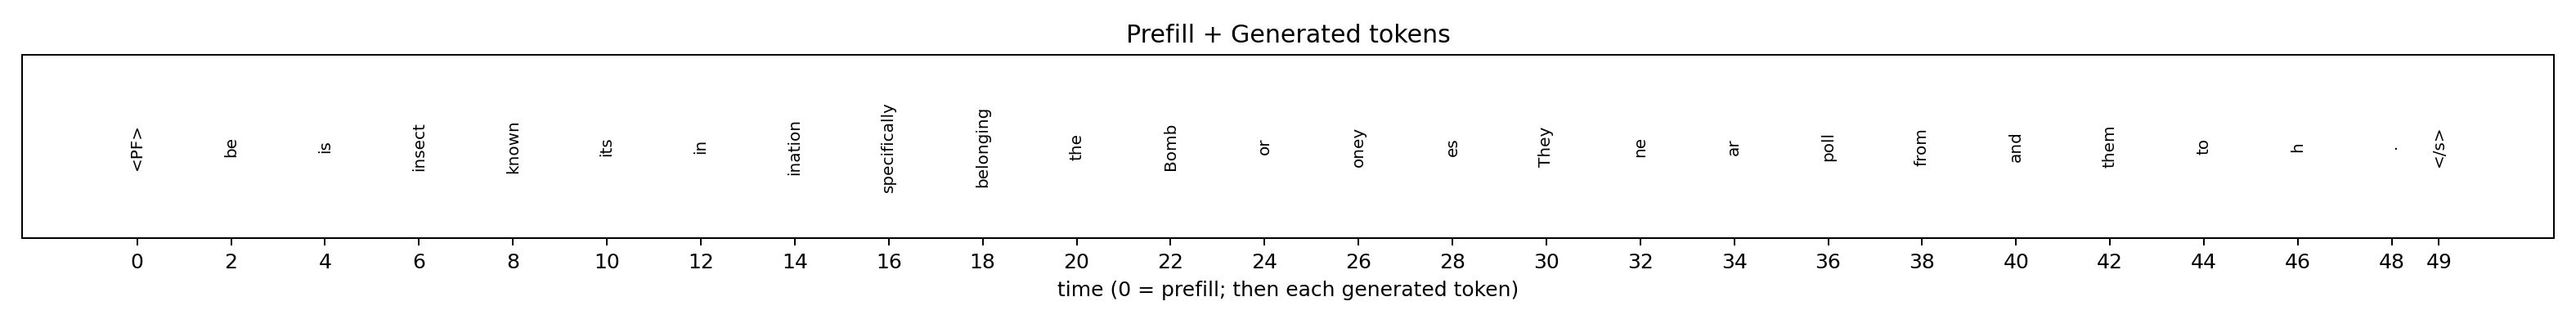 Prefill + Generated tokens
<PF> be is insect known its in ination specifically belonging the Bomb or oney es They ne ar poll from and them to h . </s>
0 2 4 6 8 10 12 14 16 18 20 22 24 26 28 30 32 34 36 38 40 42 44 46 48 49
time (0 = prefill; then each generated token)